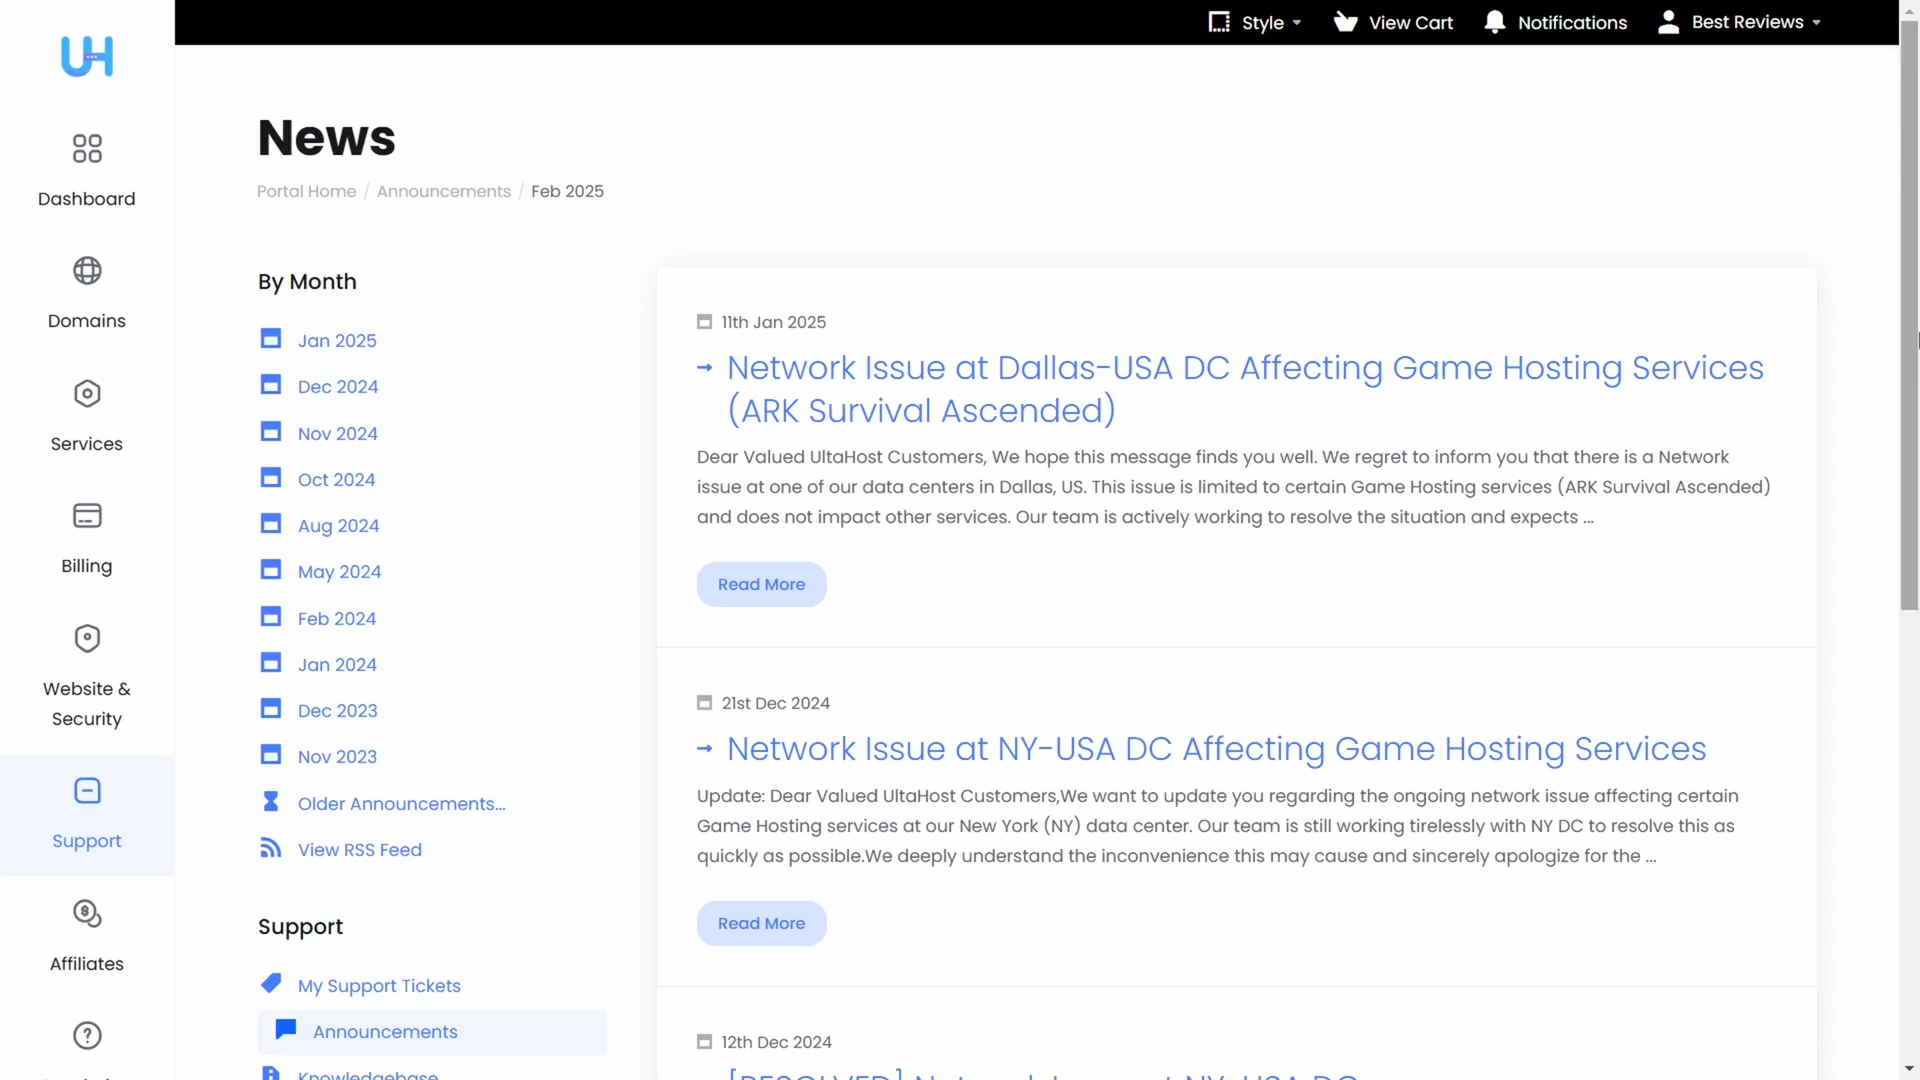 Style
View Cart
Notifications
Best Reviews
UH
Dashboard
Domains
Services
Billing
Website &
Security
Support
Affiliates
News
Portal Home / Announcements / Feb 2025
By Month
Jan 2025
Dec 2024
Nov 2024
Oct 2024
Aug 2024
May 2024
Feb 2024
Jan 2024
Dec 2023
Nov 2023
Older Announcements...
View RSS Feed
Support
My Support Tickets
Announcements
Knowledgebase
11th Jan 2025
→ Network Issue at Dallas-USA DC Affecting Game Hosting Services
(ARK Survival Ascended)
Dear Valued UltaHost Customers, We hope this message finds you well. We regret to inform you that there is a Network
issue at one of our data centers in Dallas, US. This issue is limited to certain Game Hosting services (ARK Survival Ascended)
and does not impact other services. Our team is actively working to resolve the situation and expects ...
Read More
21st Dec 2024
→ Network Issue at NY-USA DC Affecting Game Hosting Services
Update: Dear Valued UltaHost Customers,We want to update you regarding the ongoing network issue affecting certain
Game Hosting services at our New York (NY) data center. Our team is still working tirelessly with NY DC to resolve this as
quickly as possible.We deeply understand the inconvenience this may cause and sincerely apologize for the ...
Read More
12th Dec 2024
[RESOLVED] Network Issue at NY-USA DC